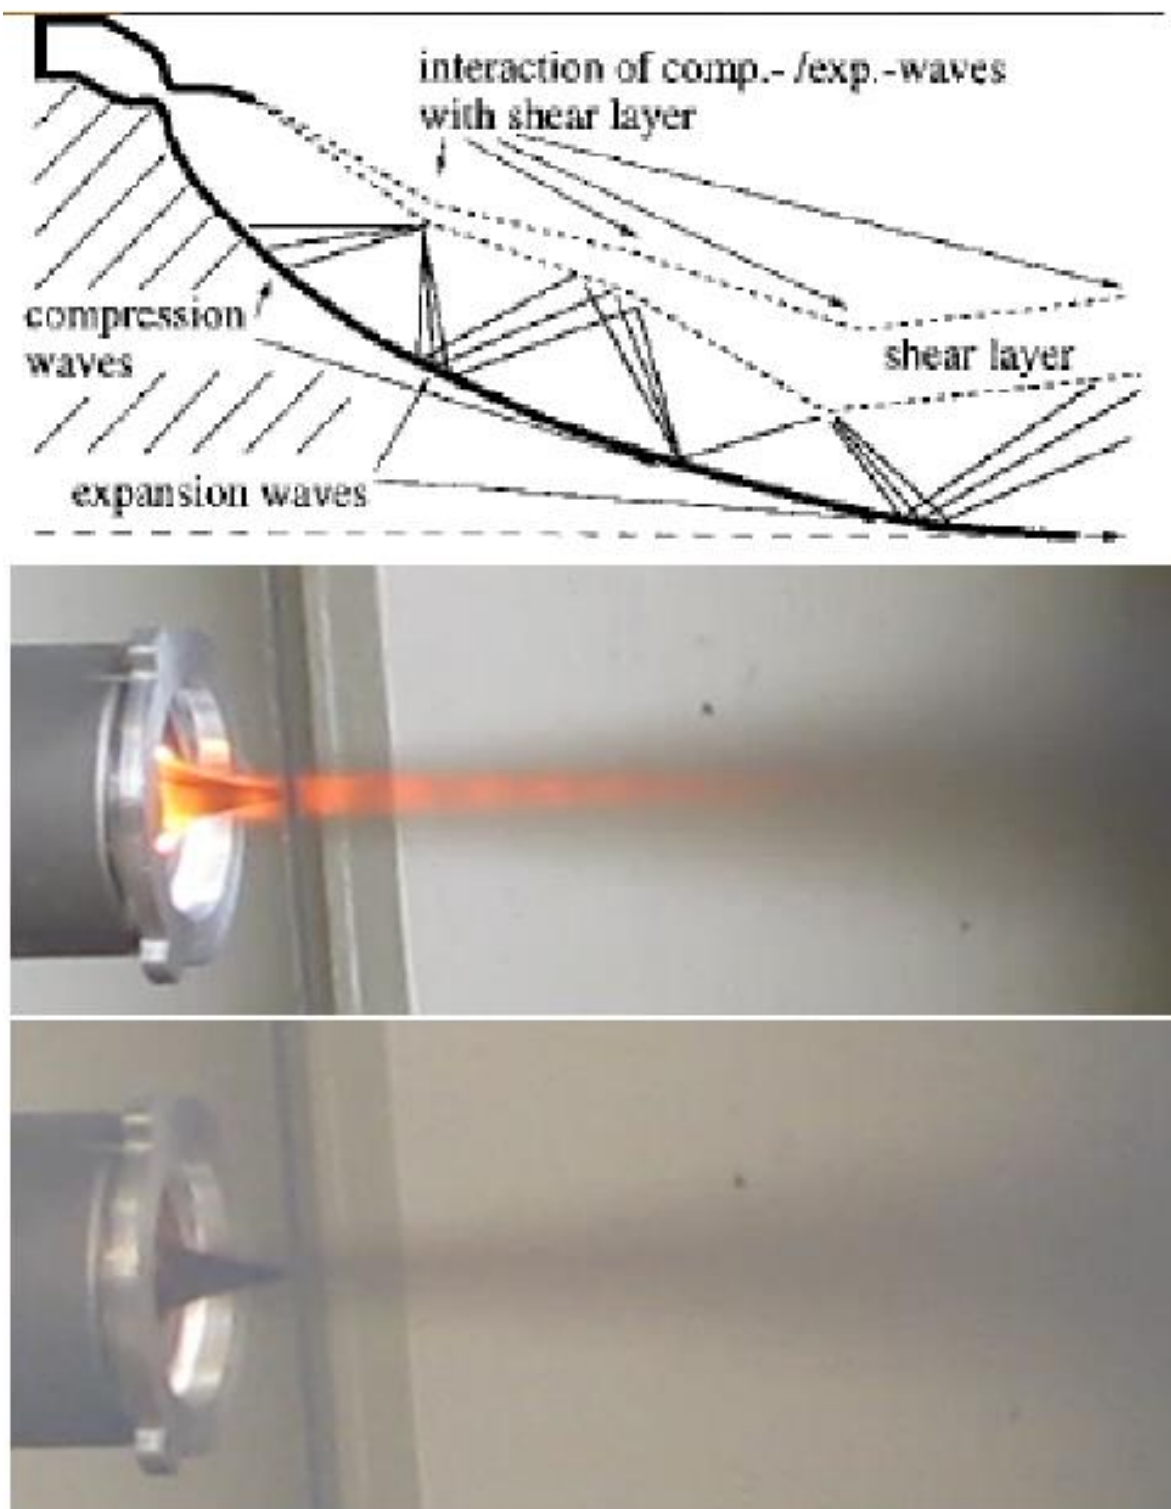 interaction of comp.- /exp.-waves
with shear layer
compression
waves
shear layer
expansion waves